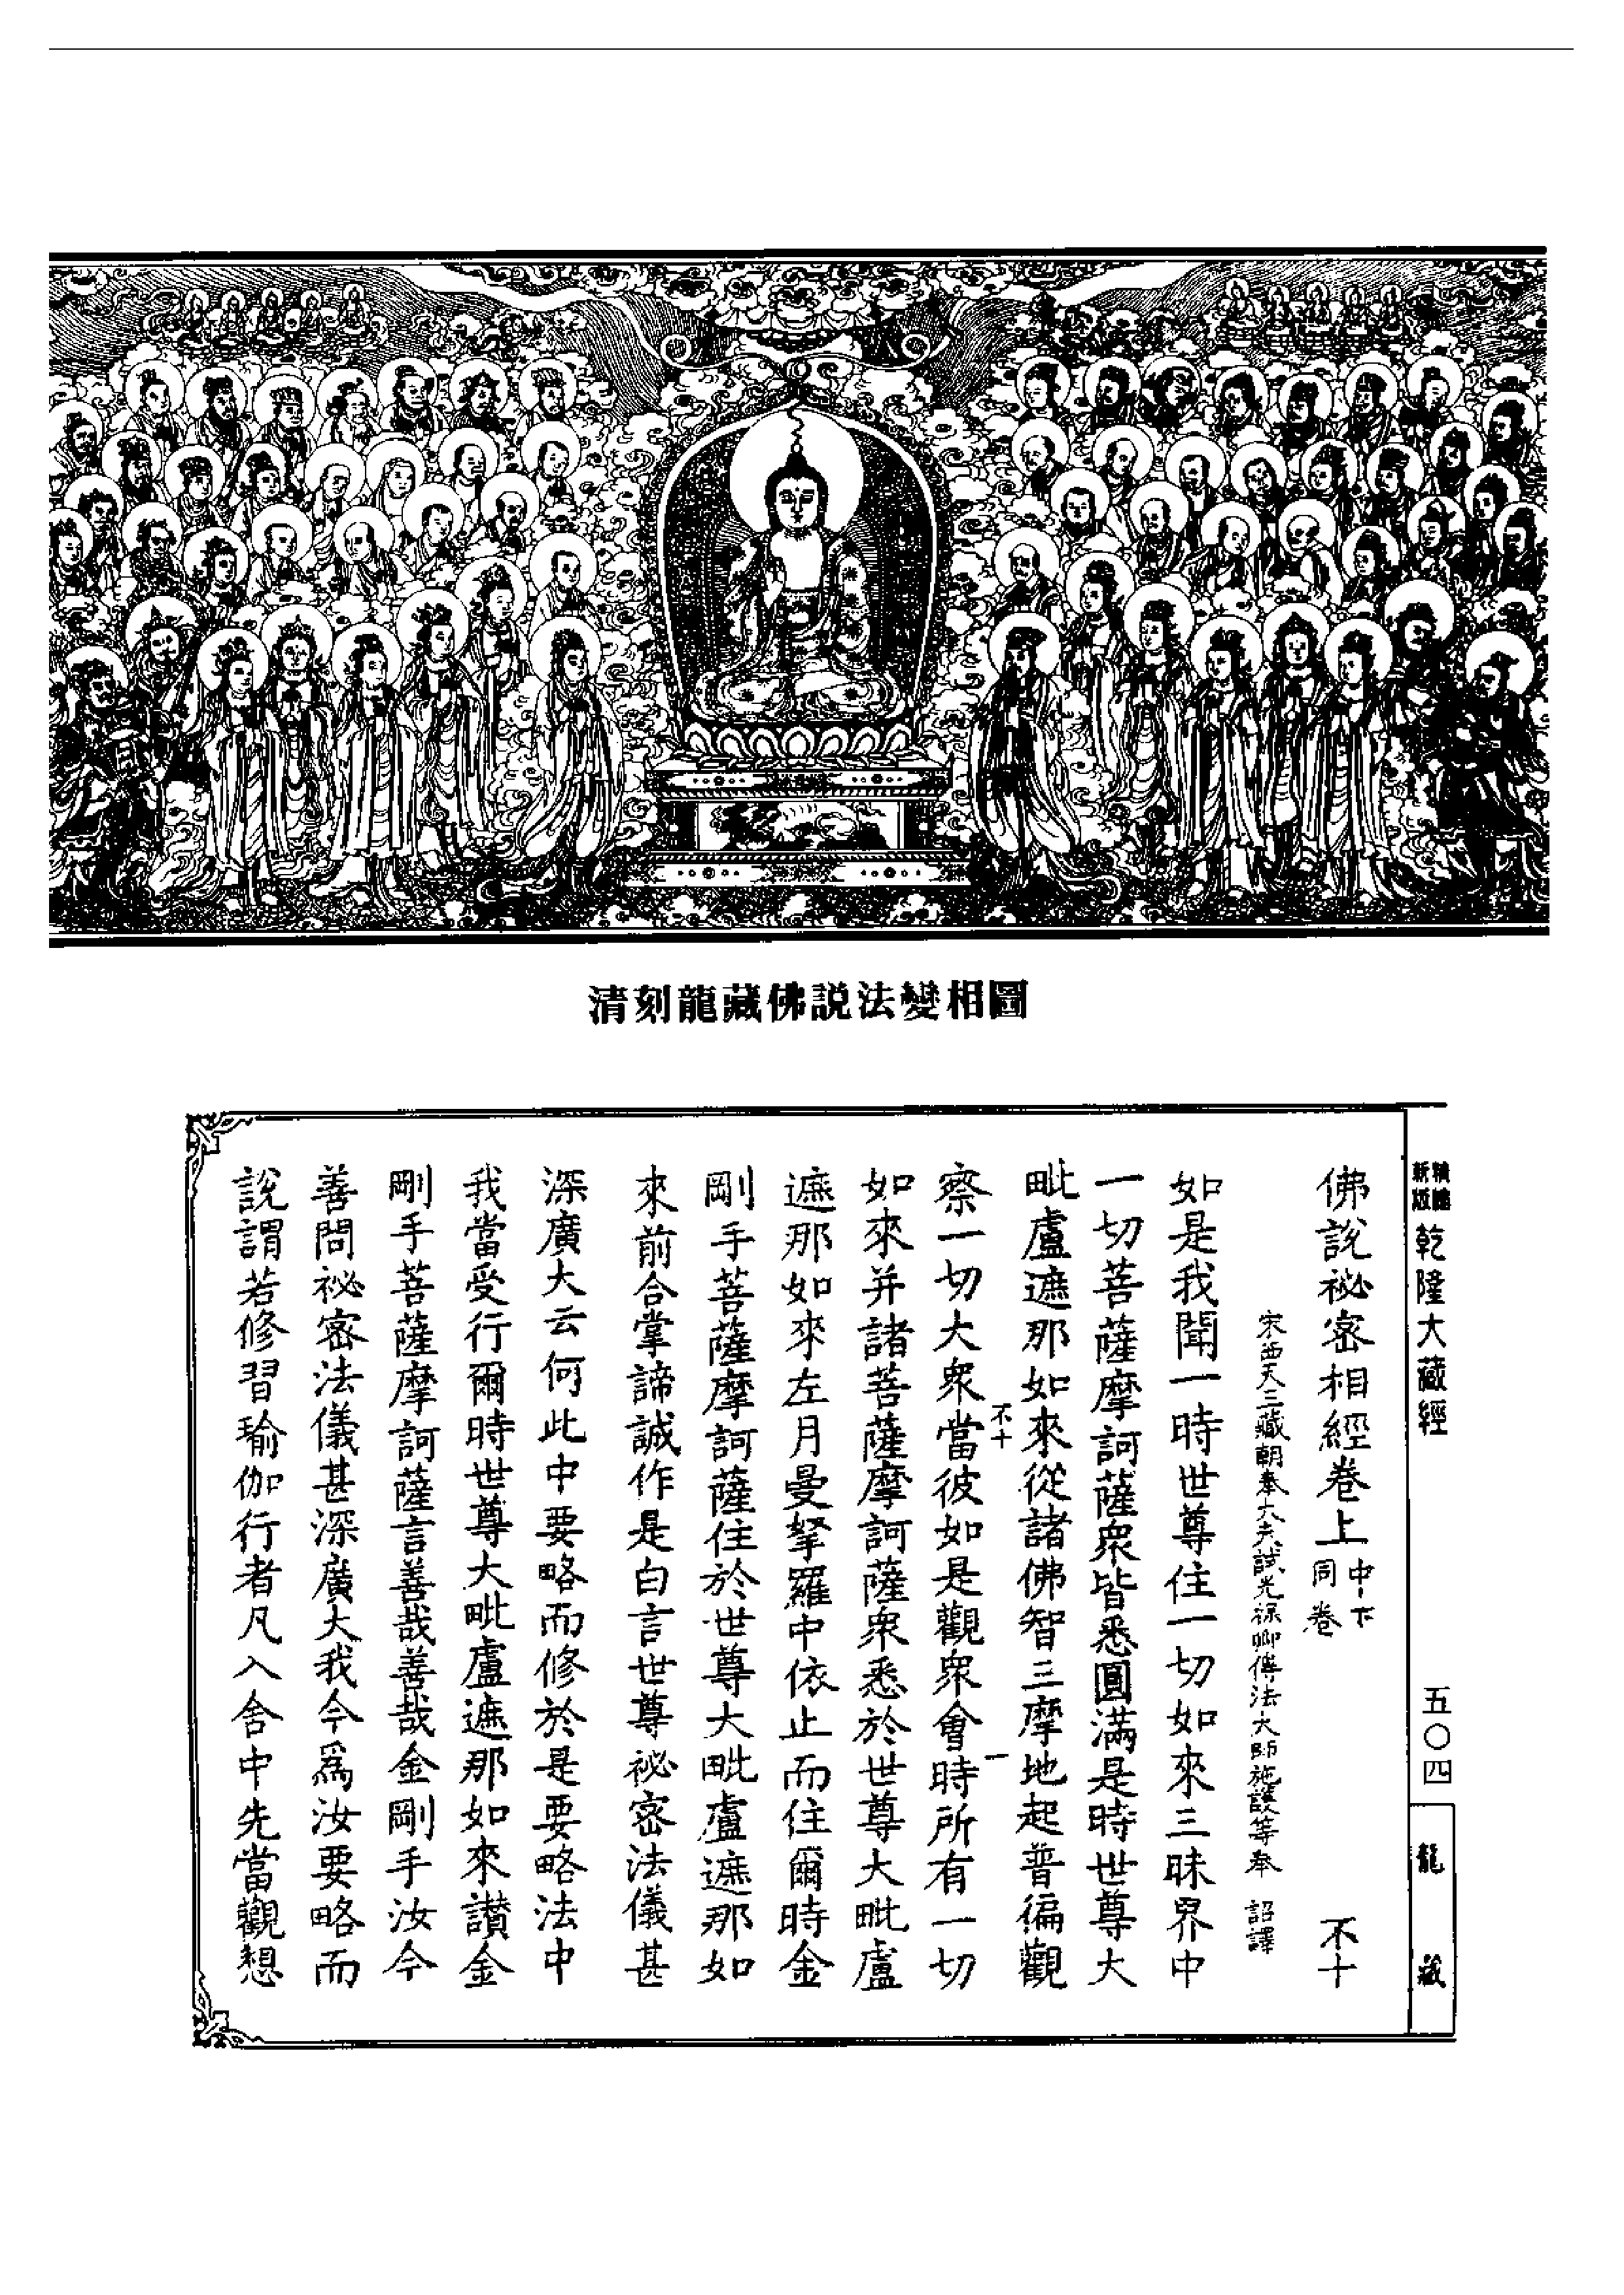 清刻龍藏佛説法變相圖
新版
乾隆大藏經
五〇四
龍藏
佛說祕密相經卷上 中下同卷 不十
宋西天三藏朝奉大夫試光祿卿傳法大師施護等奉 詔譯
如是我聞一時世尊住一切如來三昧界中
一切菩薩摩訶薩衆皆悉圓滿是時世尊大
毗盧遮那如來從諸佛智三摩地起普徧觀
不十 一
察一切大衆當彼如是觀衆會時所有一切
如來并諸菩薩摩訶薩衆悉於世尊大毗盧
遮那如來左月曼拏羅中依止而住爾時金
剛手菩薩摩訶薩住於世尊大毗盧遮那如
來前合掌諦誠作是白言世尊祕密法儀甚
深廣大云何此中要略而修於是要略法中
我當受行爾時世尊大毗盧遮那如來讃金
剛手菩薩摩訶薩言善哉善哉金剛手汝今
善問祕密法儀甚深廣大我今爲汝要略而
說謂若修習瑜伽行者凡入舍中先當觀想